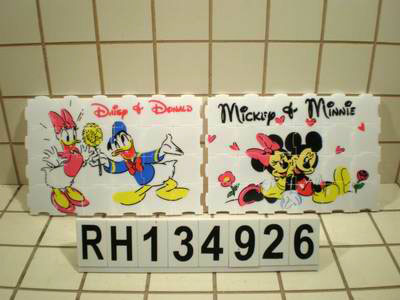 Daisy & Donald
Mickey & Minnie
RH134926